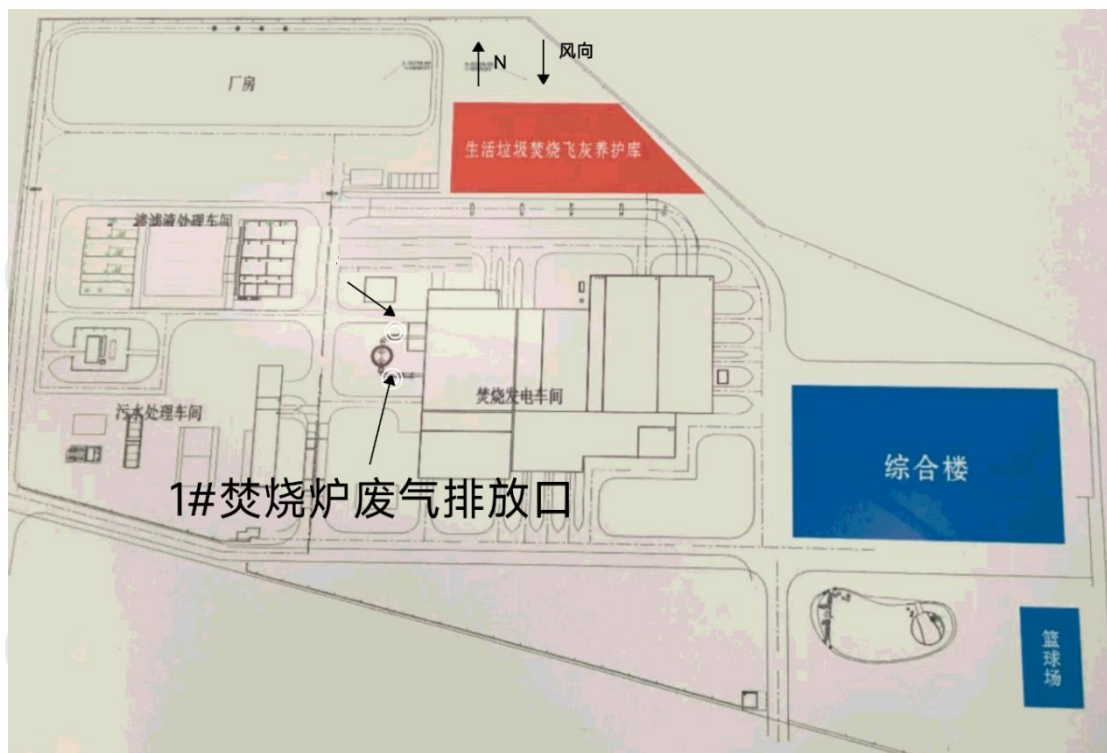 N
风向
厂房
生活垃圾焚烧飞灰养护库
渗滤液处理车间
焚烧发电车间
污水处理车间
综合楼
1#焚烧炉废气排放口
篮球场